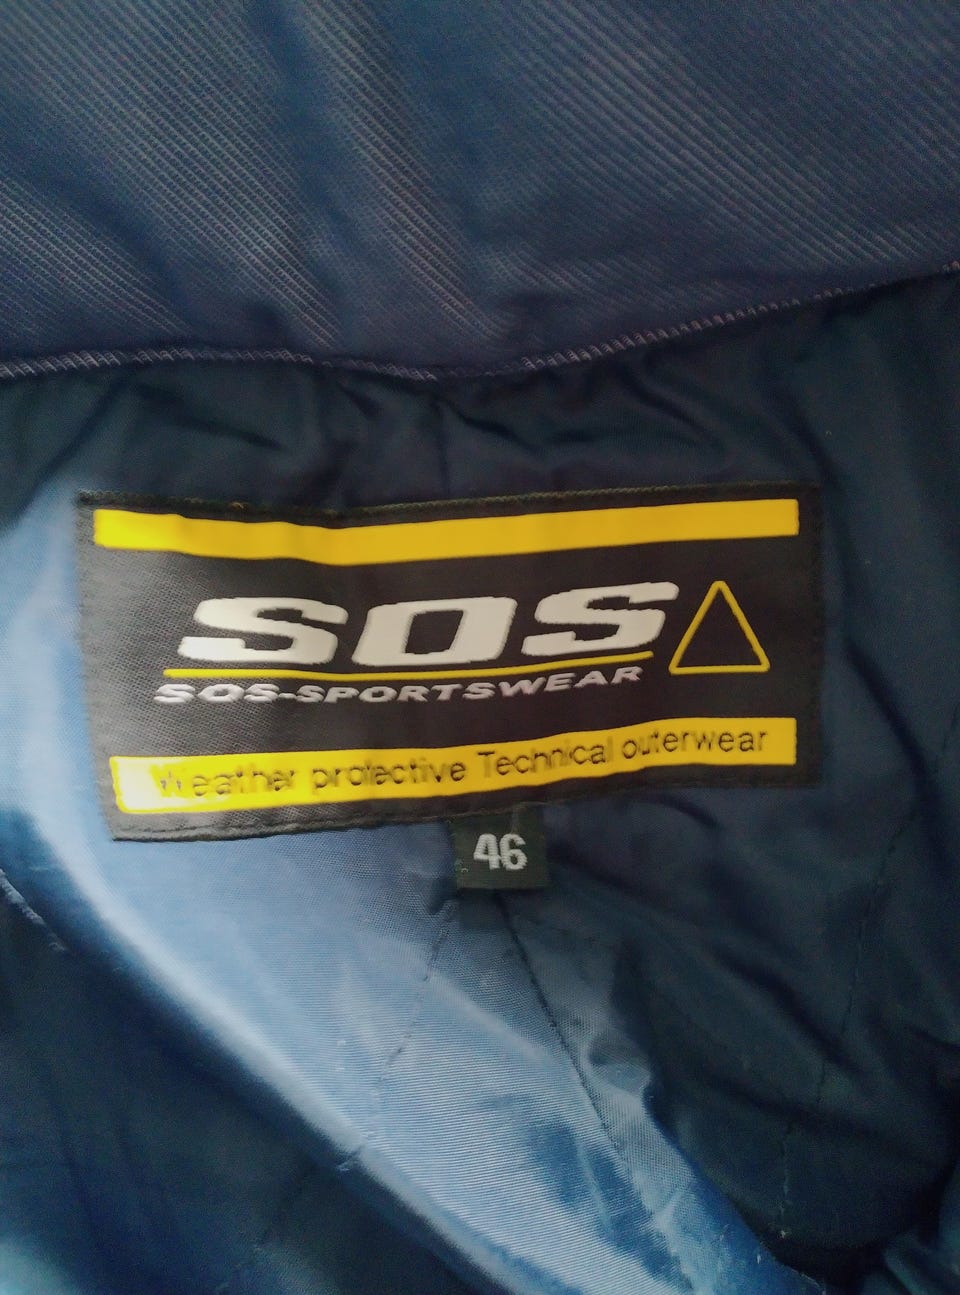 SOS
SOS-SPORTSWEAR
Weather protective Technical outerwear
46